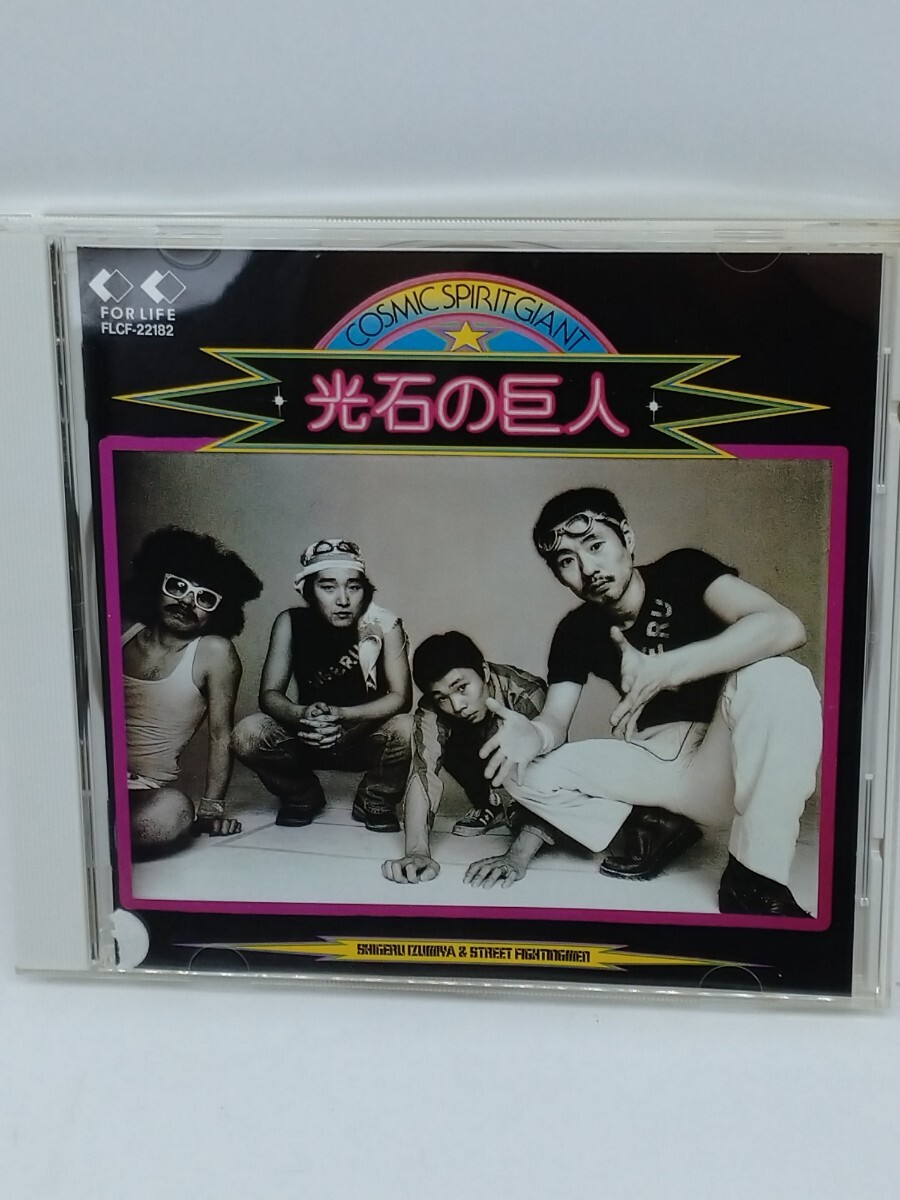 FOR LIFE
FLCF-22182
COSMIC SPIRIT GIANT
光石の巨人
SHIGERU IZUMIYA & STREET FIGHTINGMEN